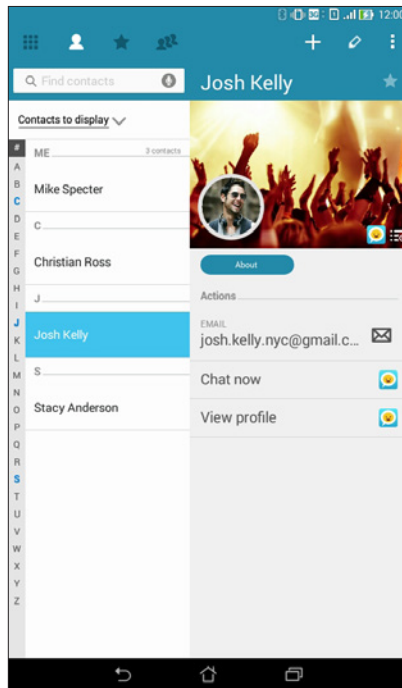 3G 12:00
Find contacts
Josh Kelly
Contacts to display
ME 3 contacts
Mike Specter
C
Christian Ross
J
Josh Kelly
S
Stacy Anderson
#
A
B
C
D
E
F
G
H
I
J
K
L
M
N
O
P
Q
R
S
T
U
V
W
X
Y
Z
About
Actions
EMAIL
josh.kelly.nyc@gmail.c...
Chat now
View profile